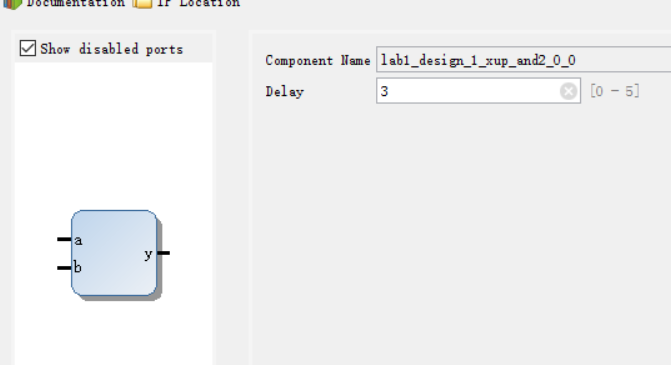 Documentation IP Location
Show disabled ports
Component Name lab1_design_1_xup_and2_0_0
Delay 3 [0 - 5]
a
y
b